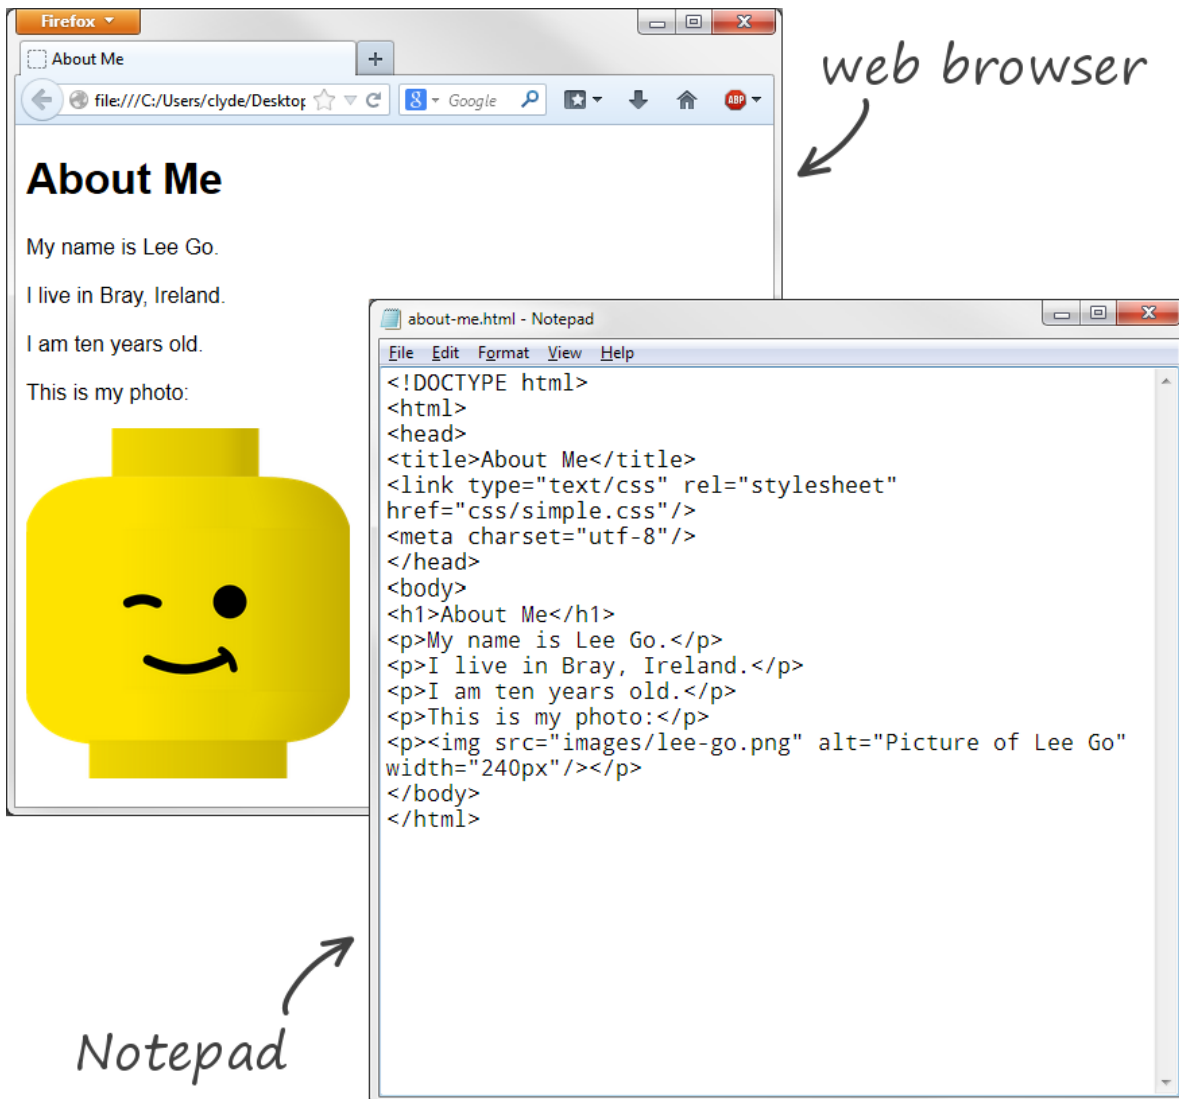 Firefox
About Me
file:///C:/Users/clyde/Desktop
8 Google
ABP
web browser
About Me
My name is Lee Go.
I live in Bray, Ireland.
I am ten years old.
This is my photo:
about-me.html - Notepad
File Edit Format View Help
<!DOCTYPE html>
<html>
<head>
<title>About Me</title>
<link type="text/css" rel="stylesheet"
href="css/simple.css"/>
<meta charset="utf-8"/>
</head>
<body>
<h1>About Me</h1>
<p>My name is Lee Go.</p>
<p>I live in Bray, Ireland.</p>
<p>I am ten years old.</p>
<p>This is my photo:</p>
<p><img src="images/lee-go.png" alt="Picture of Lee Go"
width="240px"/></p>
</body>
</html>
Notepad